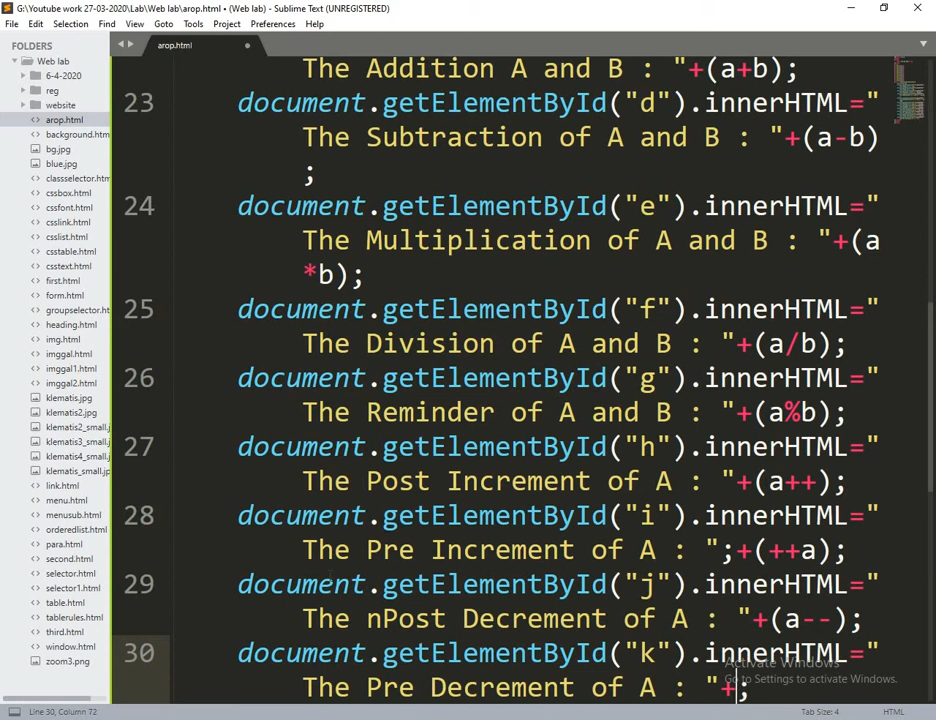 G:\Youtube work 27-03-2020\Lab\Web lab\arop.html • (Web lab) - Sublime Text (UNREGISTERED)
File Edit Selection Find View Goto Tools Project Preferences Help
FOLDERS
Web lab
6-4-2020
reg
website
arop.html
background.htm
bg.jpg
blue.jpg
classselector.htm
cssbox.html
cssfont.html
csslink.html
csslist.html
csstable.html
csstext.html
first.html
form.html
groupselector.ht
heading.html
img.html
imggal.html
imggal1.html
imggal2.html
klematis.jpg
klematis2.jpg
klematis2_small.j
klematis3_small.j
klematis4_small.j
klematis_small.jp
link.html
menu.html
menusub.html
orderedlist.html
para.html
second.html
selector.html
selector1.html
table.html
tablerules.html
third.html
window.html
zoom3.png
arop.html
The Addition A and B : "+(a+b);
23 document.getElementById("d").innerHTML="
The Subtraction of A and B : "+(a-b)
;
24 document.getElementById("e").innerHTML="
The Multiplication of A and B : "+(a
*b);
25 document.getElementById("f").innerHTML="
The Division of A and B : "+(a/b);
26 document.getElementById("g").innerHTML="
The Reminder of A and B : "+(a%b);
27 document.getElementById("h").innerHTML="
The Post Increment of A : "+(a++);
28 document.getElementById("i").innerHTML="
The Pre Increment of A : ";+(++a);
29 document.getElementById("j").innerHTML="
The nPost Decrement of A : "+(a--);
30 document.getElementById("k").innerHTML="
The Pre Decrement of A : "+;
Activate Windows
Go to Settings to activate Windows.
Line 30, Column 72
Tab Size: 4
HTML